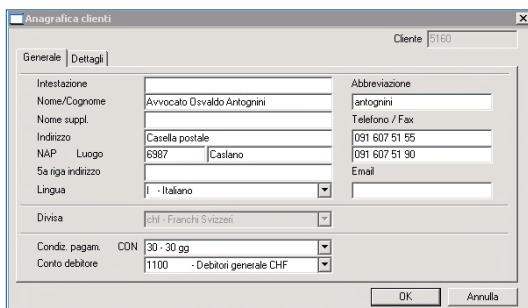 Anagrafica clienti
Cliente 5160
Generale Dettagli
Intestazione Abbreviazione
Nome/Cognome Avvocato Osvaldo Antognini antognini
Nome suppl. Telefono / Fax
Indirizzo Casella postale 091 607 51 55
NAP Luogo 6987 Caslano 091 607 51 90
5a riga indirizzo Email
Lingua I - Italiano
Divisa chf - Franchi Svizzeri
Condiz. pagam. CON 30 - 30 gg
Conto debitore 1100 - Debitori generale CHF
OK Annulla